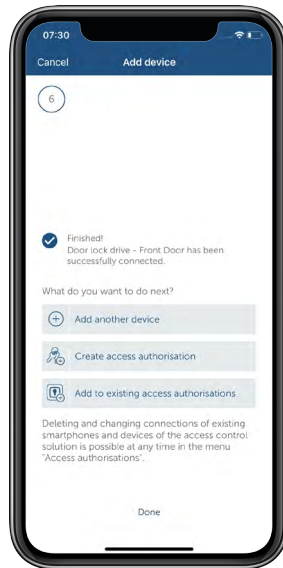 07:30
Cancel Add device
6
Finished!
Door lock drive - Front Door has been
successfully connected.
What do you want to do next?
Add another device
Create access authorisation
Add to existing access authorisations
Deleting and changing connections of existing
smartphones and devices of the access control
solution is possible at any time in the menu
"Access authorisations".
Done